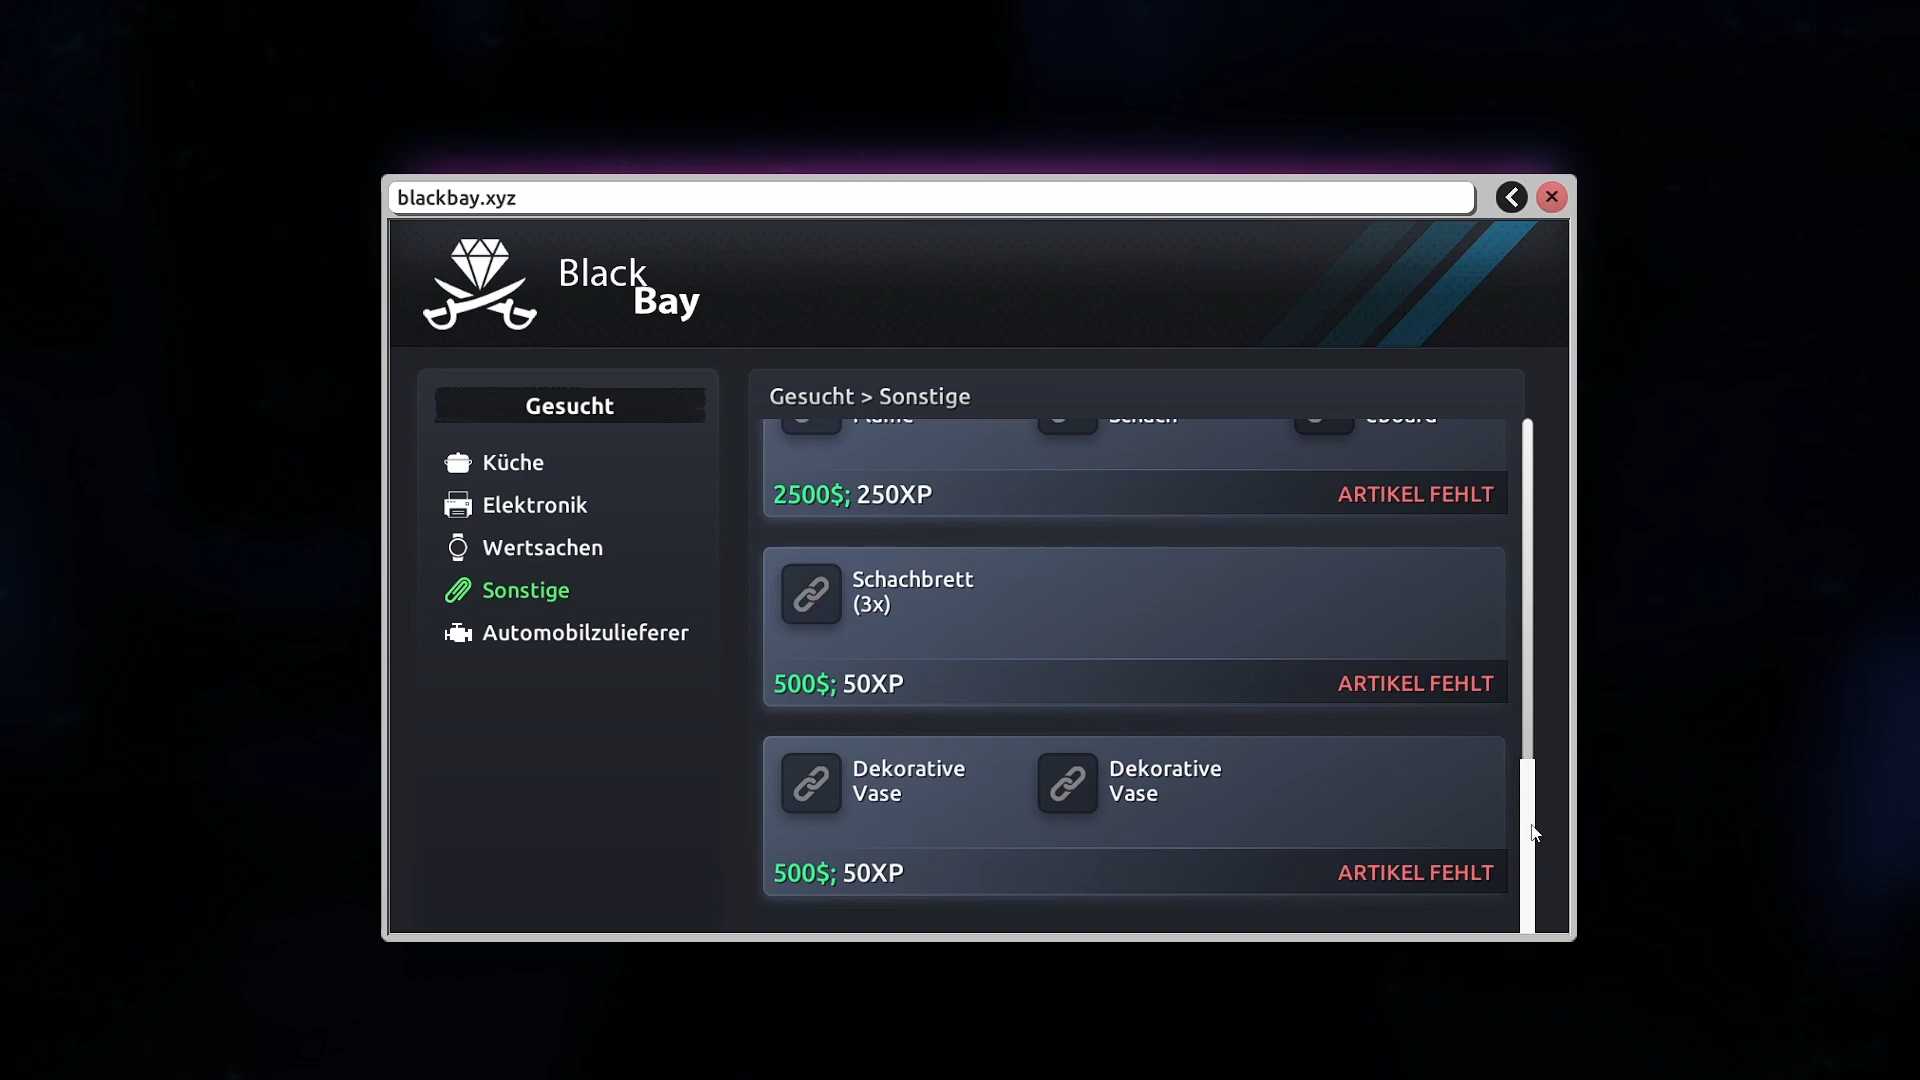 blackbay.xyz
Black
Bay
Gesucht
Küche
Elektronik
Wertsachen
Sonstige
Automobilzulieferer
Gesucht > Sonstige
2500$; 250XP
ARTIKEL FEHLT
Schachbrett
(3x)
500$; 50XP
ARTIKEL FEHLT
Dekorative
Vase
Dekorative
Vase
500$; 50XP
ARTIKEL FEHLT